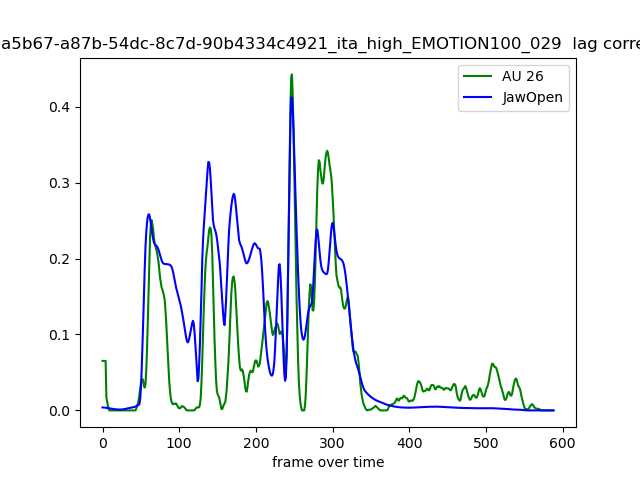 a5b67-a87b-54dc-8c7d-90b4334c4921_ita_high_EMOTION100_029 lag corre
AU 26
JawOpen
0.4
0.3
0.2
0.1
0.0
0 100 200 300 400 500 600
frame over time